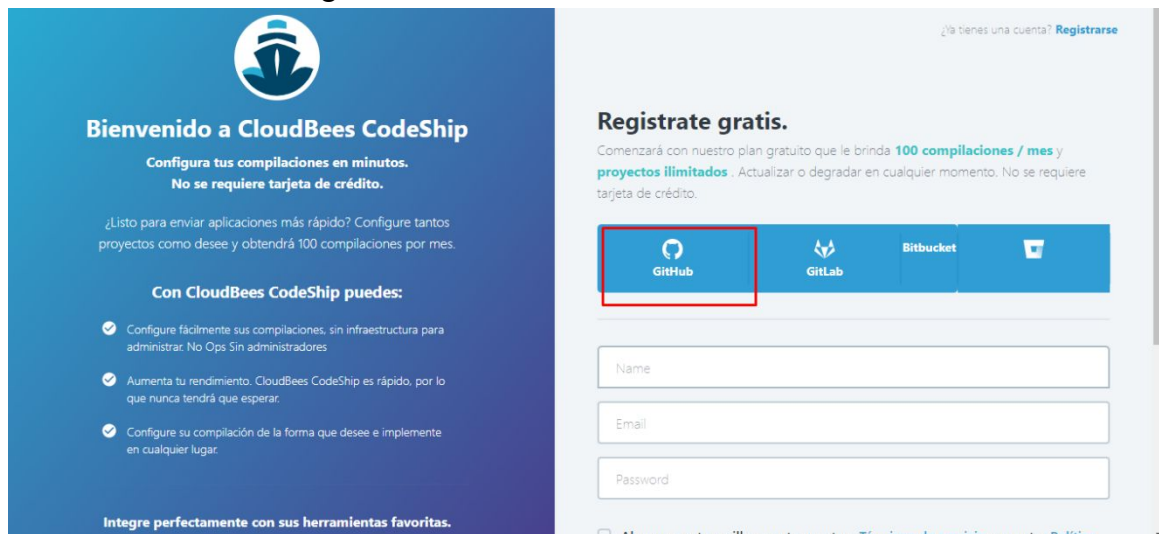 Bienvenido a CloudBees CodeShip
Configura tus compilaciones en minutos.
No se requiere tarjeta de crédito.
¿Listo para enviar aplicaciones más rápido? Configure tantos
proyectos como desee y obtendrá 100 compilaciones por mes.
Con CloudBees CodeShip puedes:
Configure fácilmente sus compilaciones, sin infraestructura para
administrar. No Ops Sin administradores
Aumenta tu rendimiento. CloudBees CodeShip es rápido, por lo
que nunca tendrá que esperar.
Configure su compilación de la forma que desee e implemente
en cualquier lugar.
Integre perfectamente con sus herramientas favoritas.
¿Ya tienes una cuenta? Registrarse
Registrate gratis.
Comenzará con nuestro plan gratuito que le brinda 100 compilaciones / mes y
proyectos ilimitados . Actualizar o degradar en cualquier momento. No se requiere
tarjeta de crédito.
GitHub
GitLab
Bitbucket
Name
Email
Password